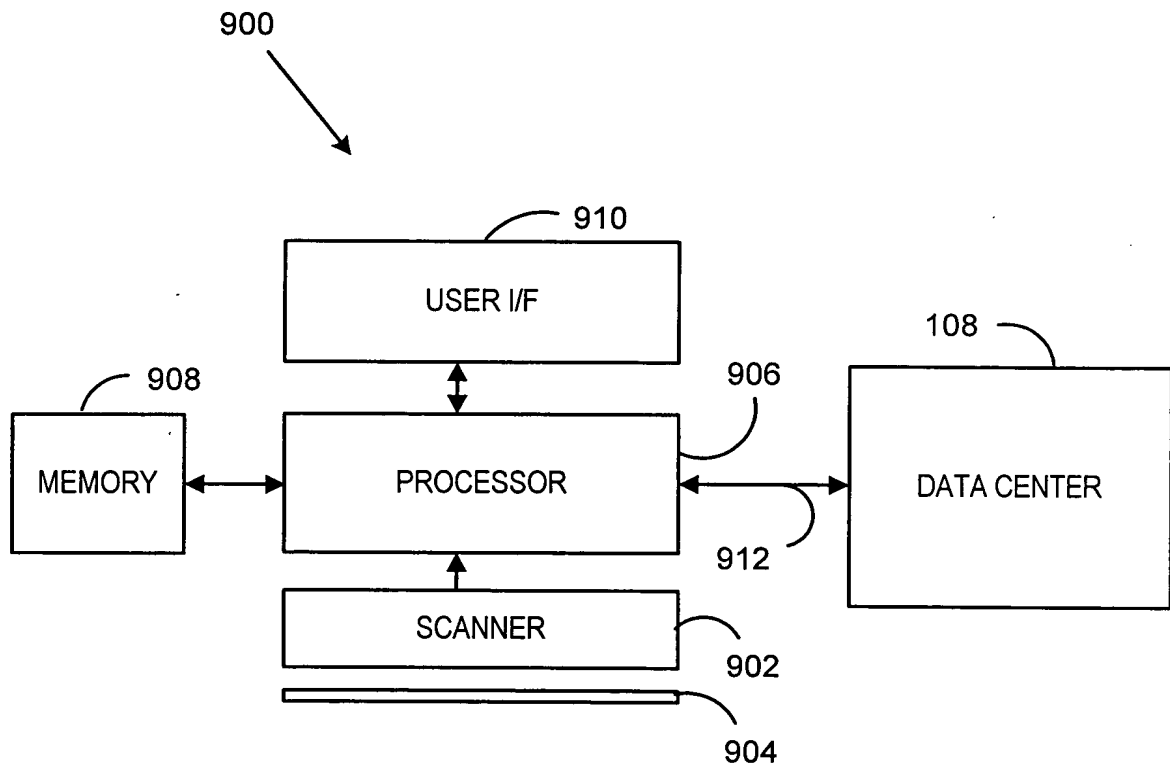 900
910
USER I/F
108
908
906
MEMORY
PROCESSOR
DATA CENTER
912
SCANNER
902
904